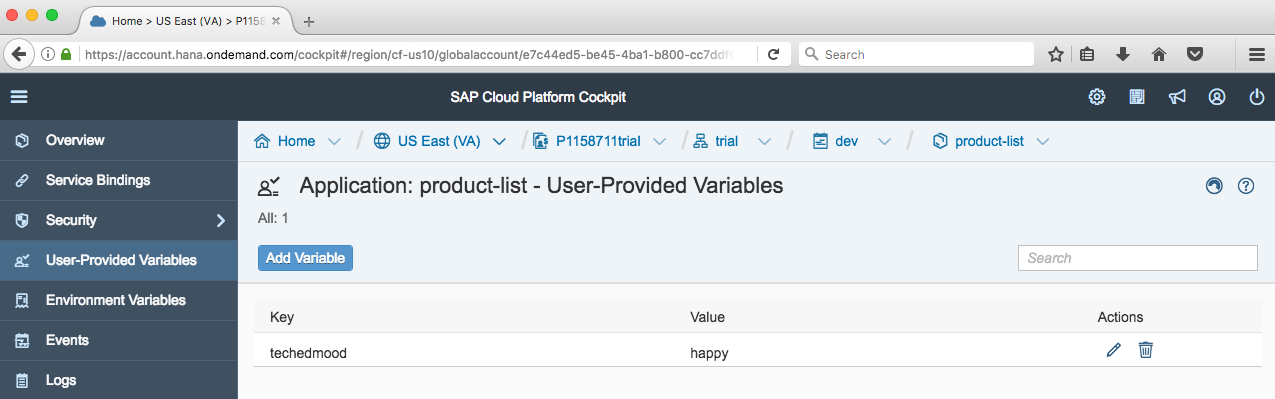 Home > US East (VA) > P1158
https://account.hana.ondemand.com/cockpit#/region/cf-us10/globalaccount/e7c44ed5-be45-4ba1-b800-cc7ddf
Search
SAP Cloud Platform Cockpit
Overview
Service Bindings
Security
User-Provided Variables
Environment Variables
Events
Logs
Home / US East (VA) / P1158711trial / trial / dev / product-list
Application: product-list - User-Provided Variables
All: 1
Add Variable
Search
Key Value Actions
techedmood happy